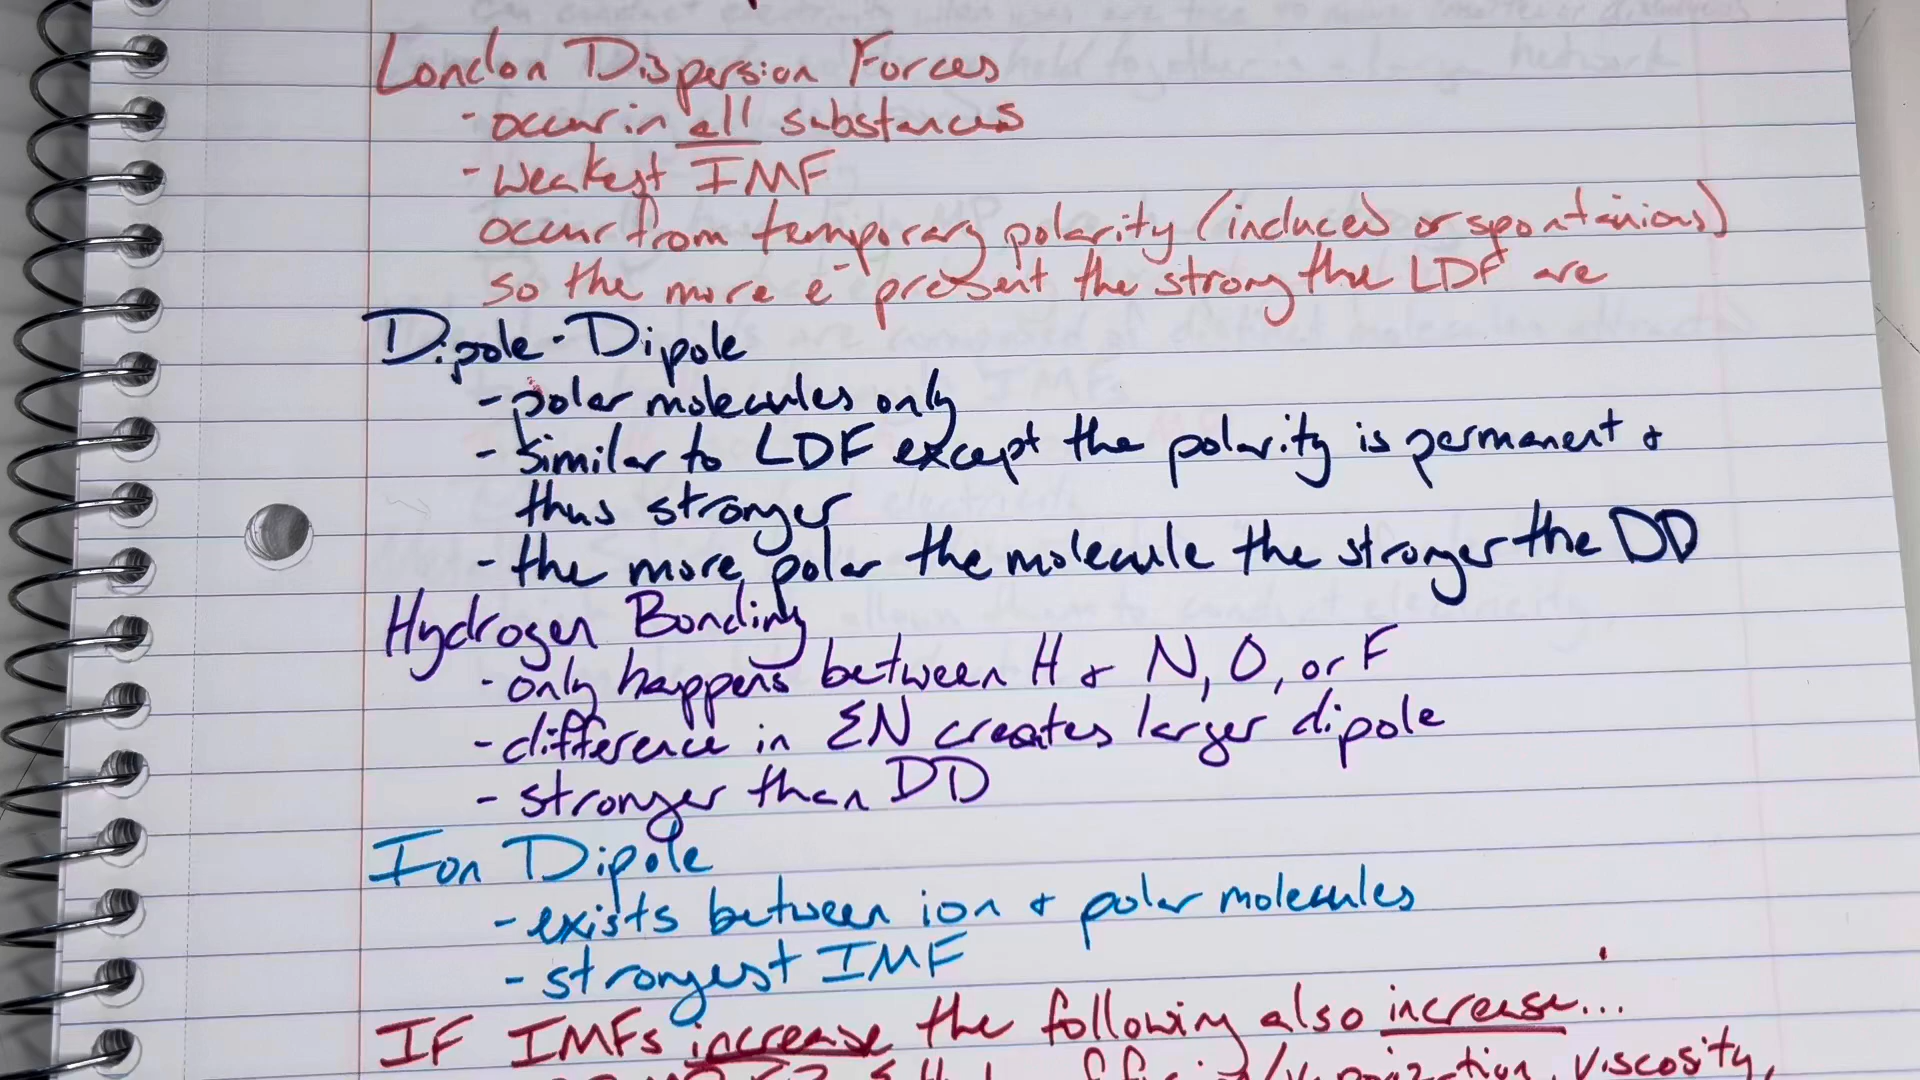 London Dispersion Forces
- occur in all substances
- weakest IMF
occur from temporary polarity (induced or spontanious)
so the more e⁻ present the strong the LDF are
Dipole - Dipole
- polar molecules only
- similar to LDF except the polarity is permanent &
thus stronger
- the more polar the molecule the stronger the DD
Hydrogen Bonding
- only happens between H & N, O, or F
- difference in EN creates larger dipole
- stronger than DD
Ion Dipole
- exists between ion & polar molecules
- strongest IMF
IF IMFs increase the following also increase...
viscosity,